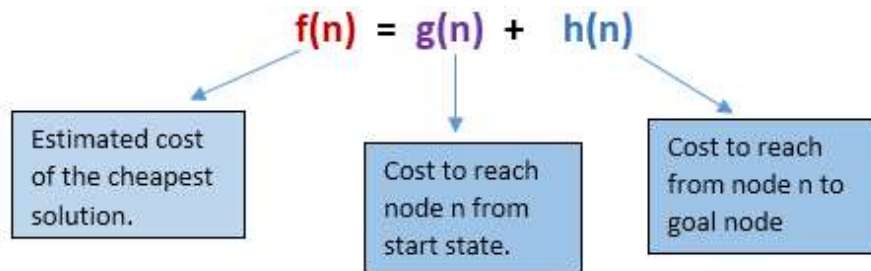 f(n) = g(n) + h(n)
Estimated cost
of the cheapest
solution.
Cost to reach
node n from
start state.
Cost to reach
from node n to
goal node